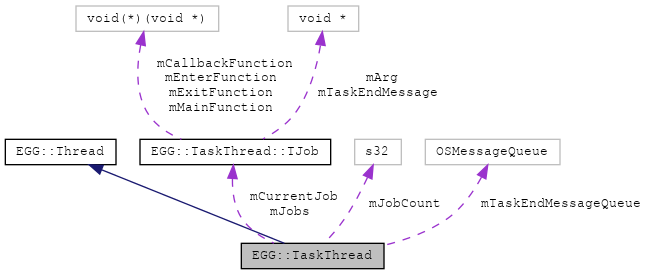 void(*)(void *)
void *
mCallbackFunction
mEnterFunction
mExitFunction
mMainFunction
mArg
mTaskEndMessage
EGG::Thread
EGG::TaskThread::TJob
s32
OSMessageQueue
mCurrentJob
mJobs
mJobCount
mTaskEndMessageQueue
EGG::TaskThread